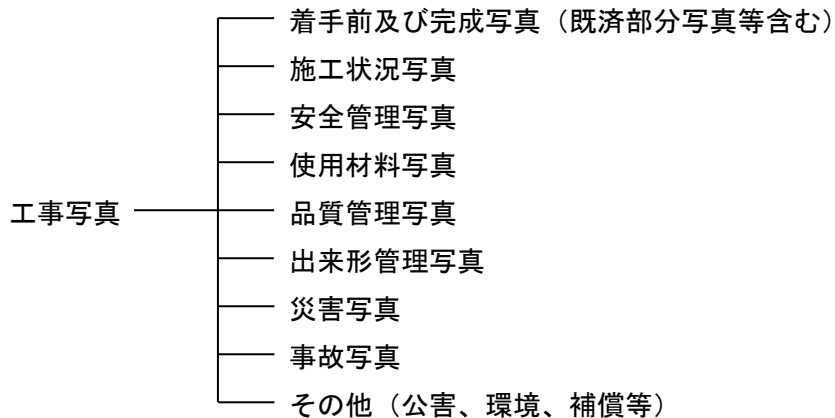 着手前及び完成写真（既済部分写真等含む）
施工状況写真
安全管理写真
使用材料写真
工事写真
品質管理写真
出来形管理写真
災害写真
事故写真
その他（公害、環境、補償等）